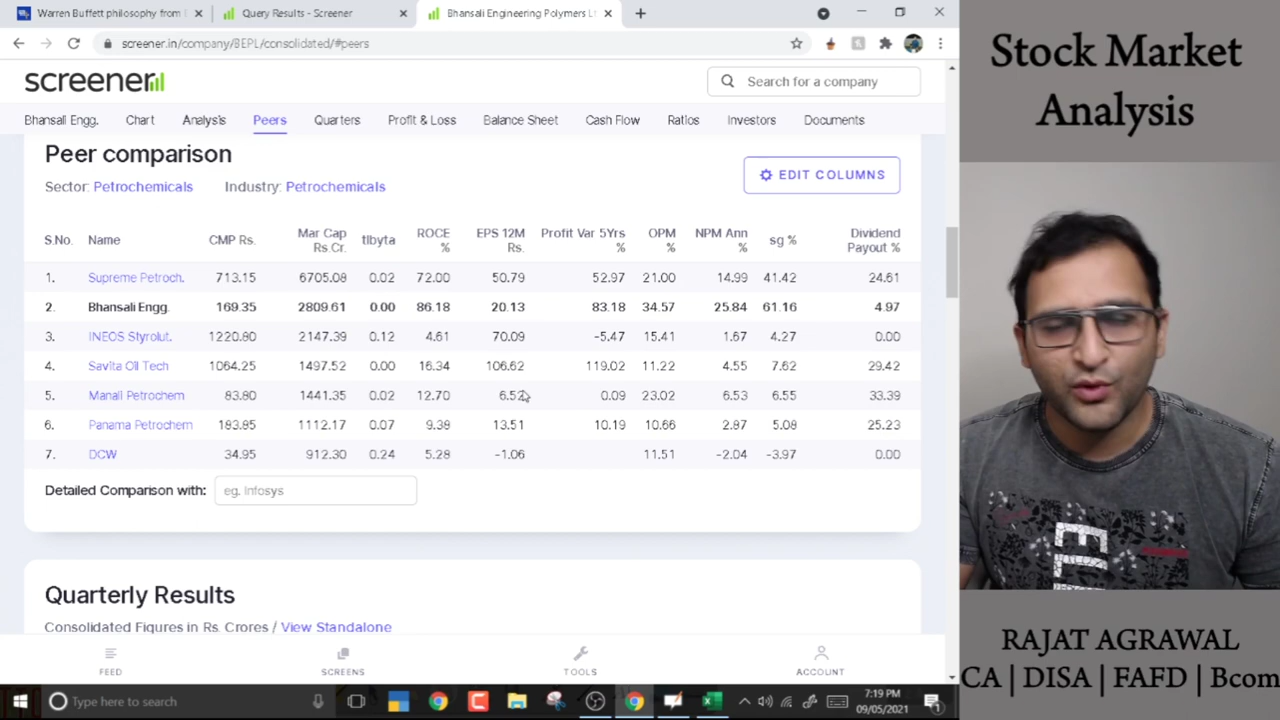 Warren Buffett philosophy from
Query Results - Screener
Bhansali Engineering Polymers Lt
screener.in/company/BEPL/consolidated/#peers
screener
Search for a company
Bhansali Engg.
Chart
Analysis
Peers
Quarters
Profit & Loss
Balance Sheet
Cash Flow
Ratios
Investors
Documents
Peer comparison
Sector: Petrochemicals Industry: Petrochemicals
EDIT COLUMNS
S.No. Name CMP Rs. Mar Cap Rs.Cr. tlbyta ROCE % EPS 12M Rs. Profit Var 5Yrs % OPM % NPM Ann % sg % Dividend Payout %
1. Supreme Petroch. 713.15 6705.08 0.02 72.00 50.79 52.97 21.00 14.99 41.42 24.61
2. Bhansali Engg. 169.35 2809.61 0.00 86.18 20.13 83.18 34.57 25.84 61.16 4.97
3. INEOS Styrolut. 1220.80 2147.39 0.12 4.61 70.09 -5.47 15.41 1.67 4.27 0.00
4. Savita Oil Tech 1064.25 1497.52 0.00 16.34 106.62 119.02 11.22 4.55 7.62 29.42
5. Manali Petrochem 83.80 1441.35 0.02 12.70 6.52 0.09 23.02 6.53 6.55 33.39
6. Panama Petrochem 183.85 1112.17 0.07 9.38 13.51 10.19 10.66 2.87 5.08 25.23
7. DCW 34.95 912.30 0.24 5.28 -1.06 11.51 -2.04 -3.97 0.00
Detailed Comparison with: eg. Infosys
Quarterly Results
Consolidated Figures in Rs. Crores / View Standalone
FEED
SCREENS
TOOLS
ACCOUNT
Type here to search
7:19 PM
09/05/2021
1
Stock Market
Analysis
ELI
RAJAT AGRAWAL
CA | DISA | FAFD | Bcom